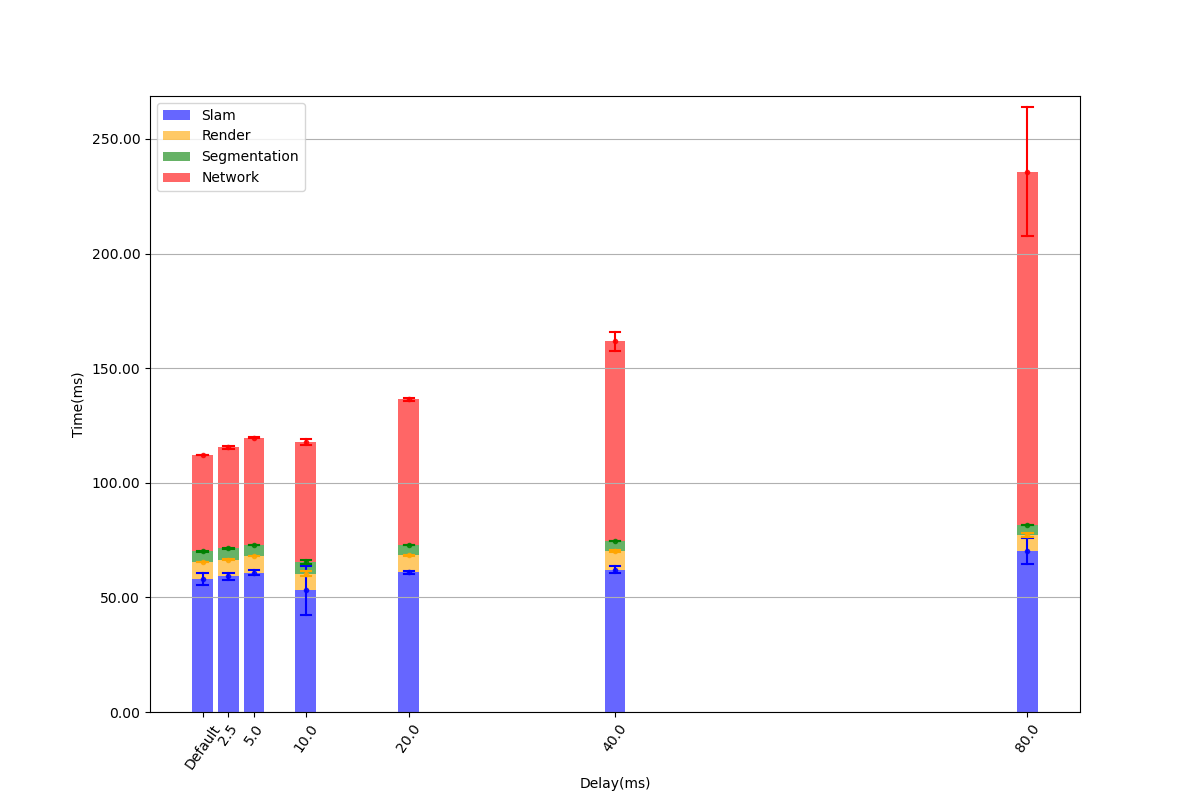 Slam
Render
Segmentation
Network
250.00
200.00
150.00
100.00
50.00
0.00
Time(ms)
Default
2.5
5.0
10.0
20.0
40.0
80.0
Delay(ms)